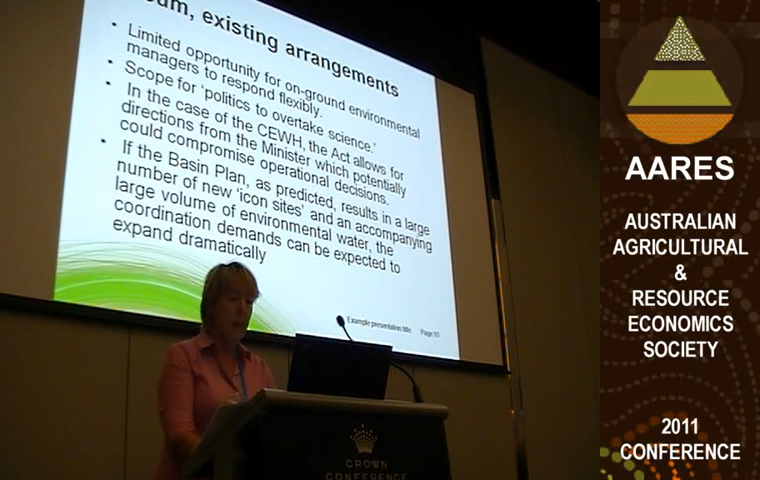 um, existing arrangements
• Limited opportunity for on-ground environmental
managers to respond flexibly.
• Scope for 'politics to overtake science.'
• In the case of the CEWH, the Act allows for
directions from the Minister which potentially
could compromise operational decisions.
• If the Basin Plan, as predicted, results in a large
number of new 'icon sites' and an accompanying
large volume of environmental water, the
coordination demands can be expected to
expand dramatically
Example presentation title Page 10
CROWN
CONFERENCE
AARES
AUSTRALIAN
AGRICULTURAL
&
RESOURCE
ECONOMICS
SOCIETY
2011
CONFERENCE